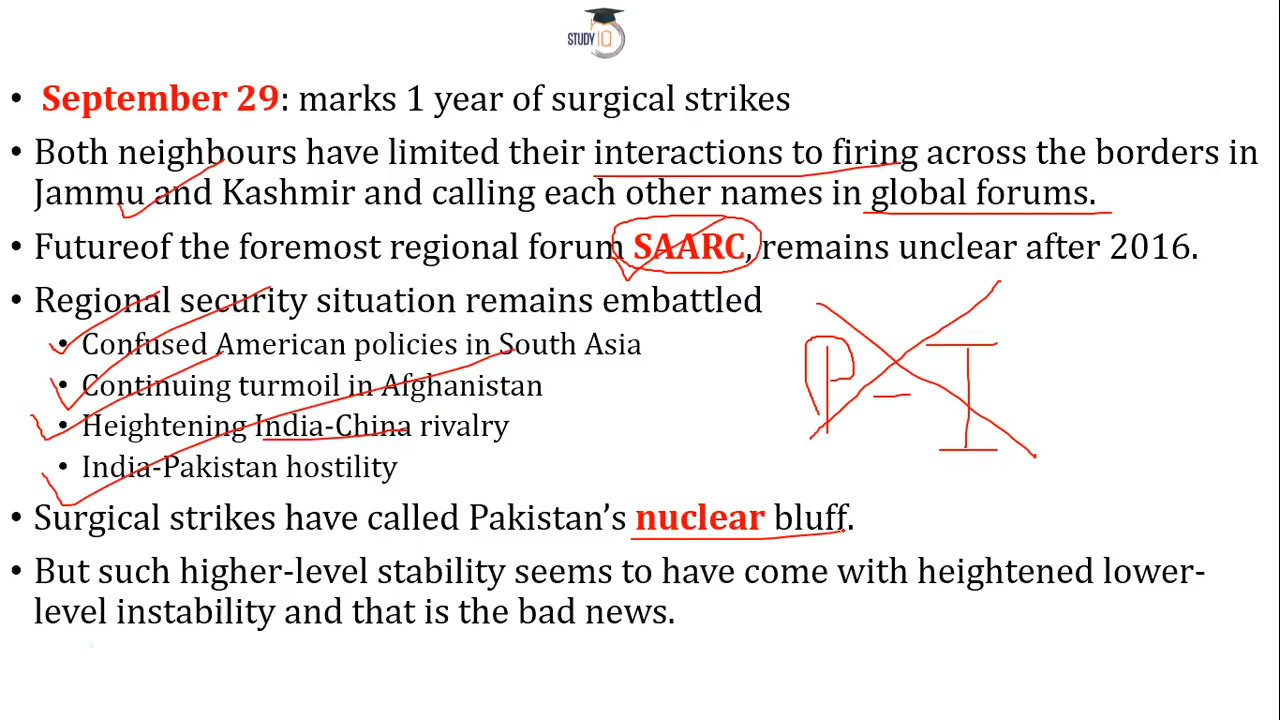 STUDY IQ
• September 29: marks 1 year of surgical strikes
• Both neighbours have limited their interactions to firing across the borders in
Jammu and Kashmir and calling each other names in global forums.
• Futureof the foremost regional forum SAARC, remains unclear after 2016.
• Regional security situation remains embattled
• Confused American policies in South Asia
• Continuing turmoil in Afghanistan
• Heightening India-China rivalry
• India-Pakistan hostility
P - I
• Surgical strikes have called Pakistan’s nuclear bluff.
• But such higher-level stability seems to have come with heightened lower-
level instability and that is the bad news.